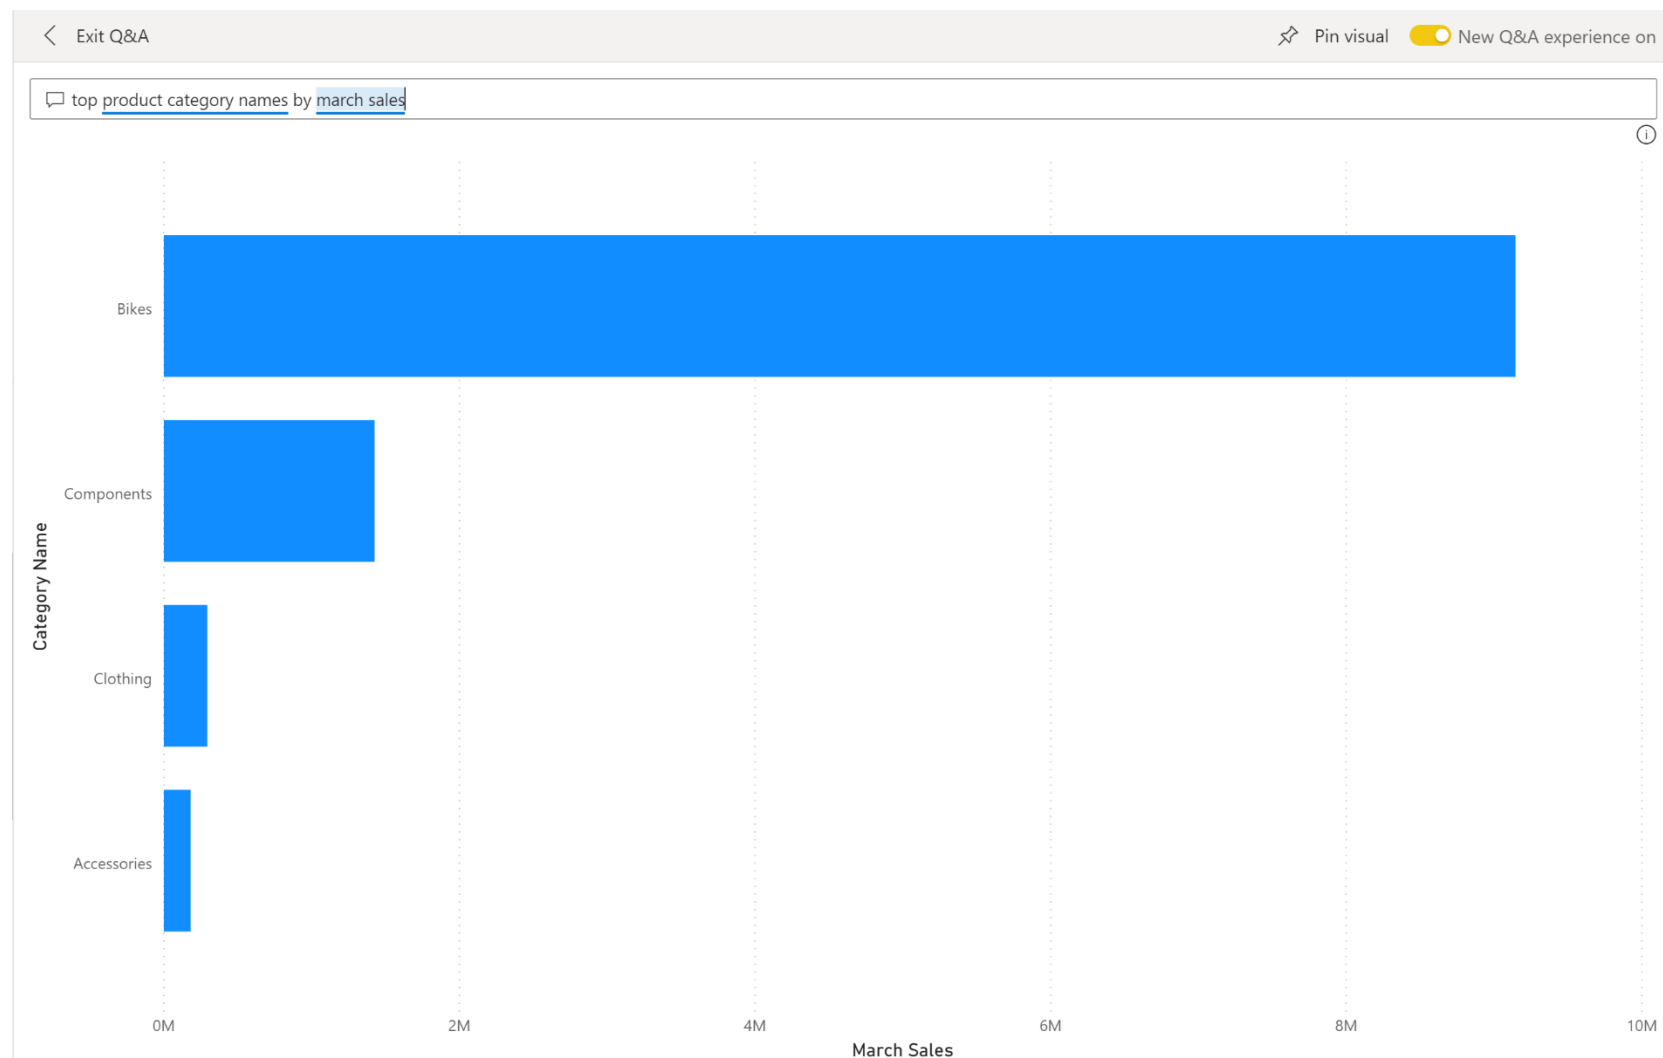 Exit Q&A
Pin visual
New Q&A experience on
top product category names by march sales
Category Name
Bikes
Components
Clothing
Accessories
0M 2M 4M 6M 8M 10M
March Sales